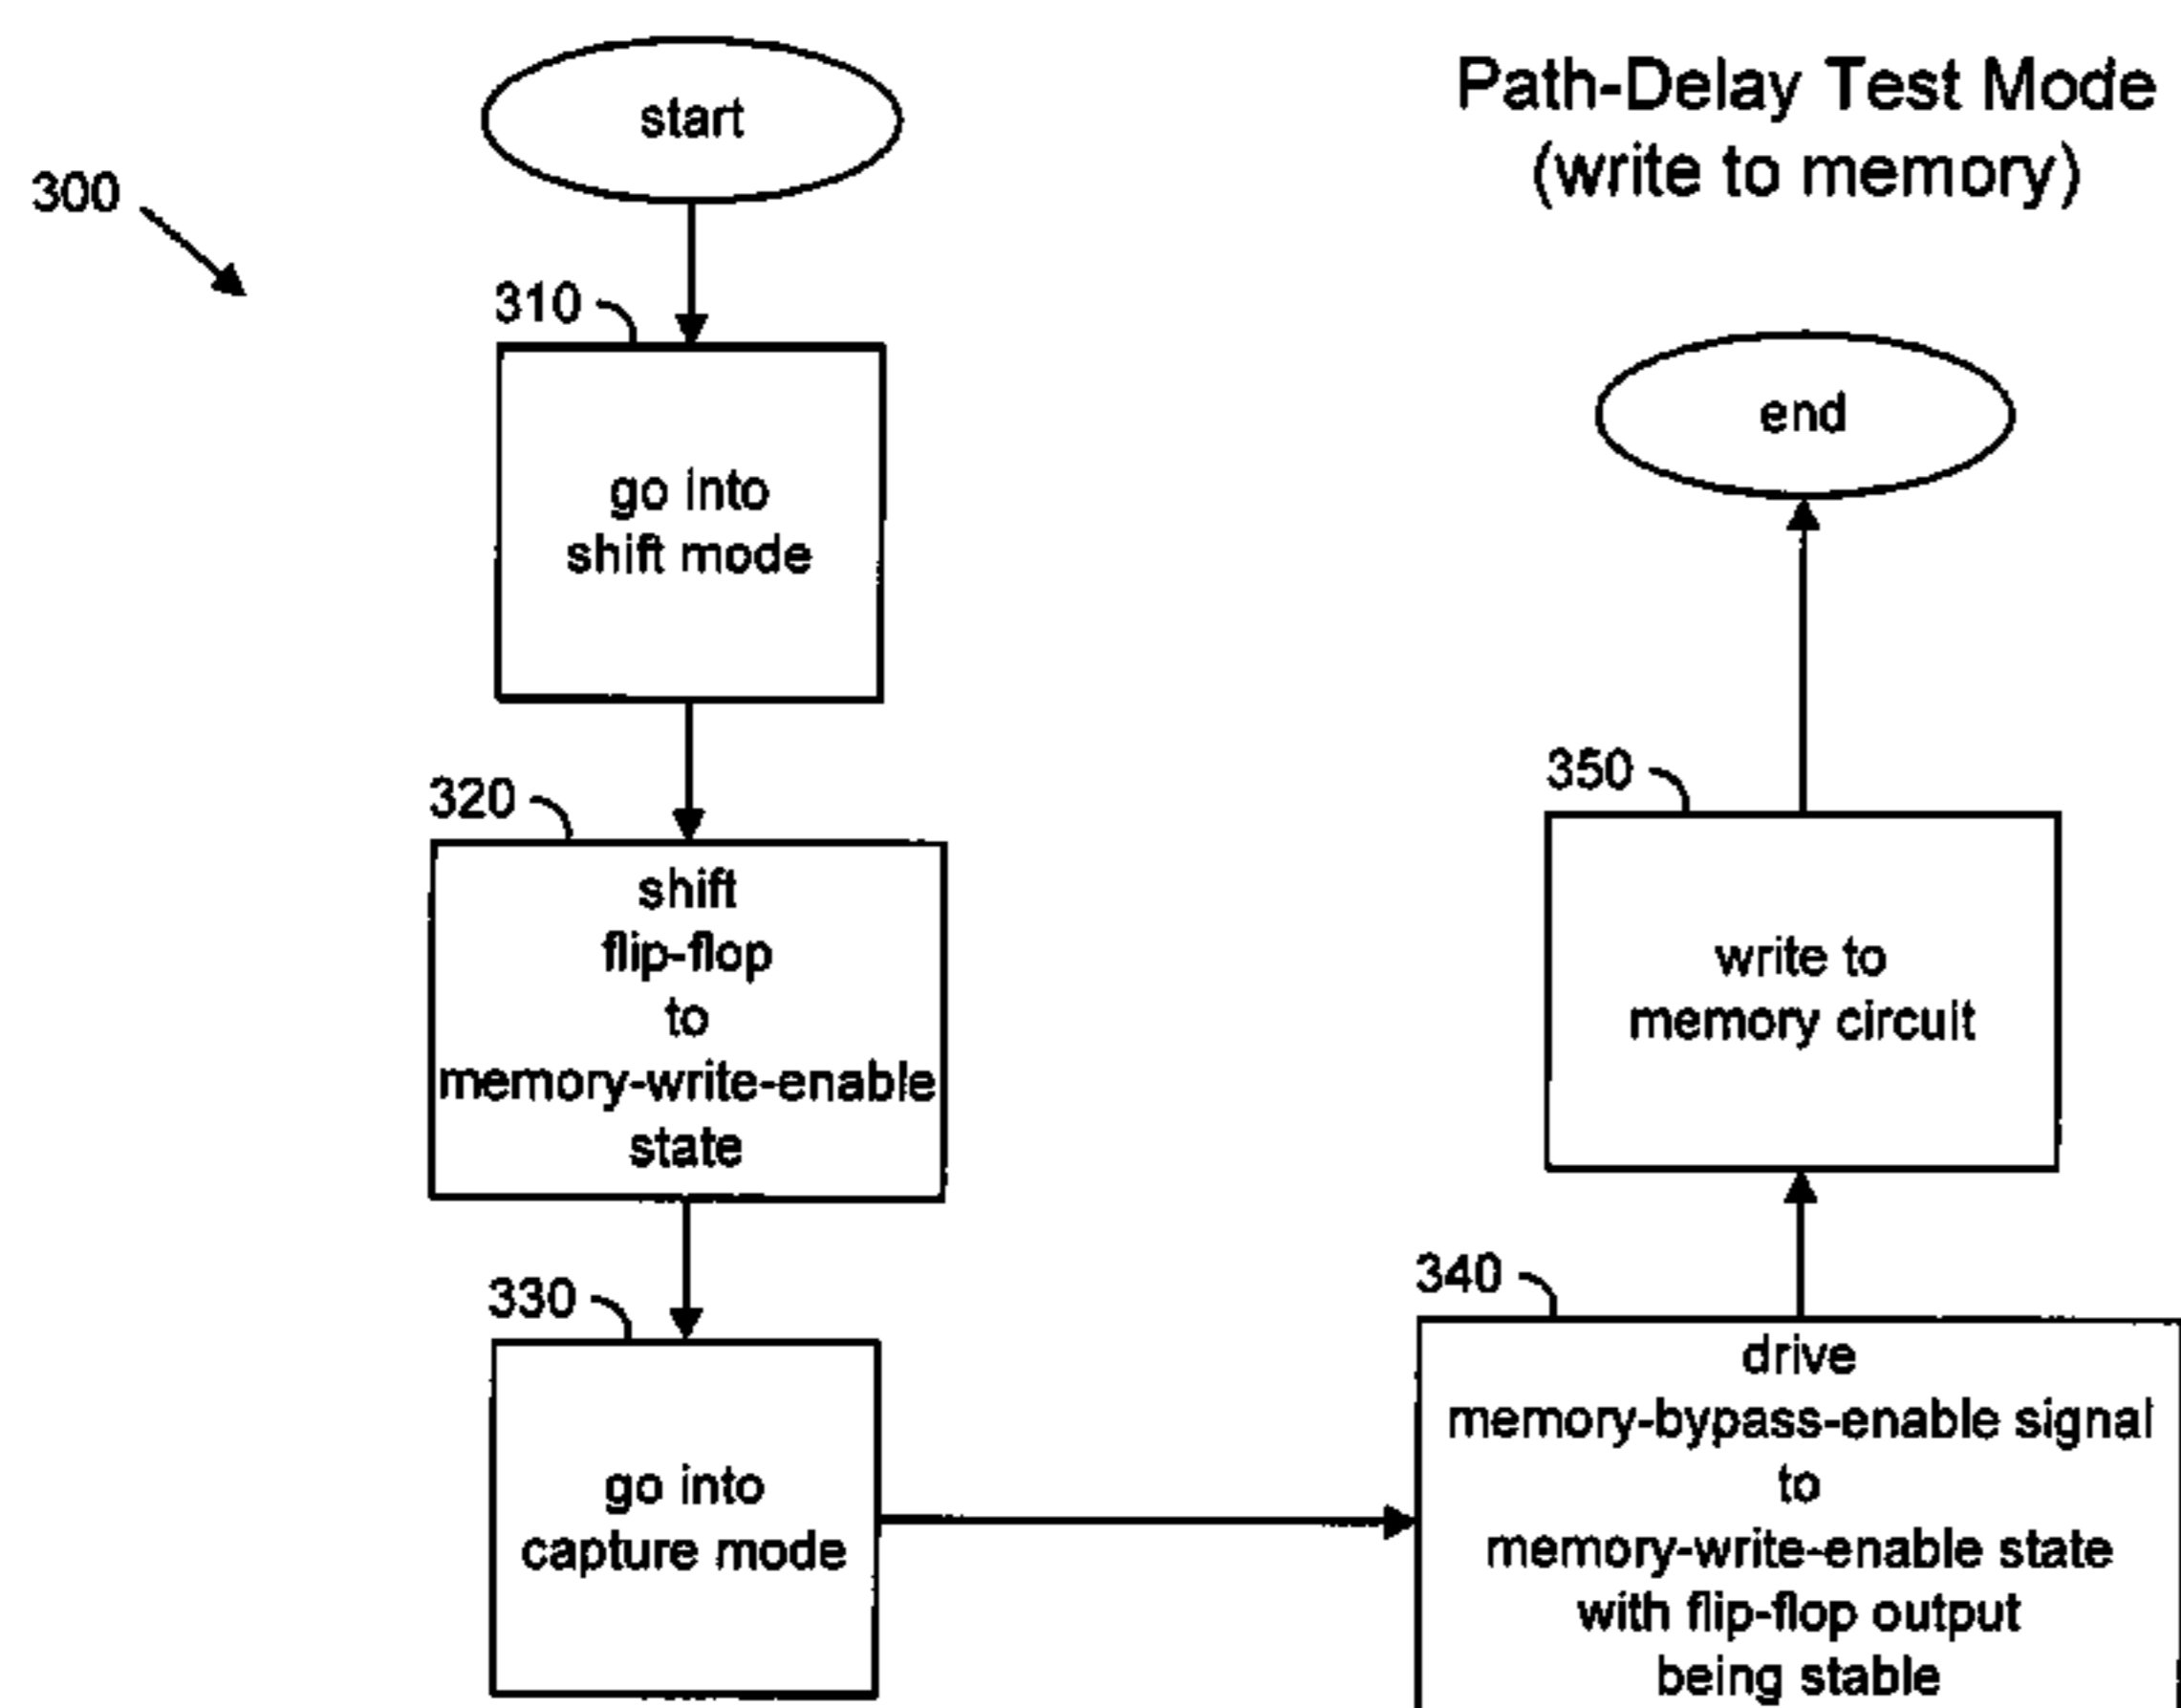 Path-Delay Test Mode
(write to memory)
300
start
310
go into
shift mode
320
shift
flip-flop
to
memory-write-enable
state
330
go into
capture mode
340
drive
memory-bypass-enable signal
to
memory-write-enable state
with flip-flop output
being stable
350
write to
memory circuit
end